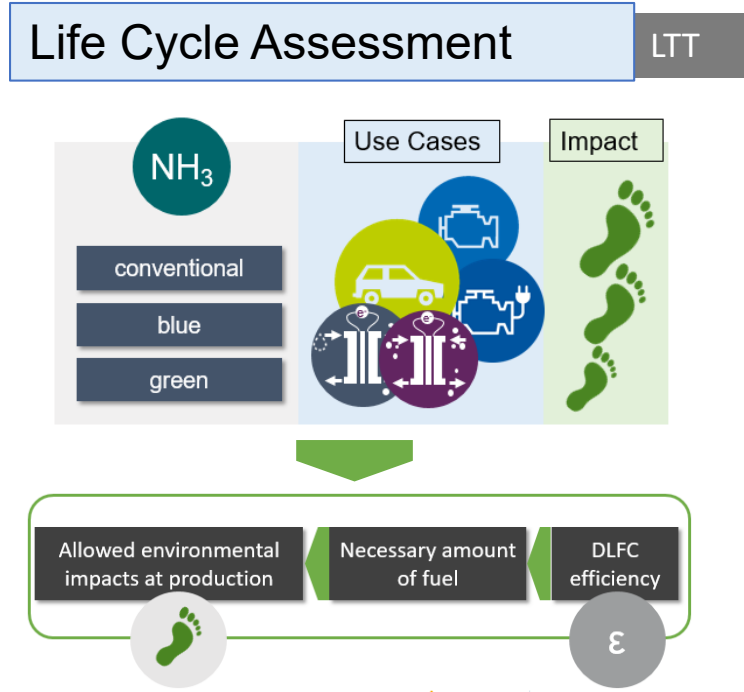 Life Cycle Assessment
LTT
NH₃
Use Cases
Impact
conventional
blue
green
e⁻
e⁻
Allowed environmental
impacts at production
Necessary amount
of fuel
DLFC
efficiency
ε